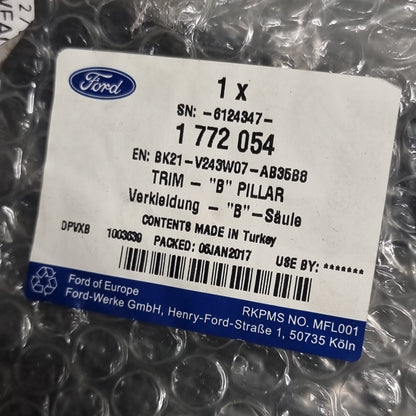 Ford
1 x
SN: -6124347-
1 772 054
EN: BK21-V243W07-AB35B8
TRIM - "B" PILLAR
Verkleidung - "B"-Säule
CONTENTS MADE IN Turkey
DPVXB 1003639 PACKED: 06JAN2017 USE BY: *******
RKPMS NO. MFL001
Ford of Europe
Ford-Werke GmbH, Henry-Ford-Straße 1, 50735 Köln